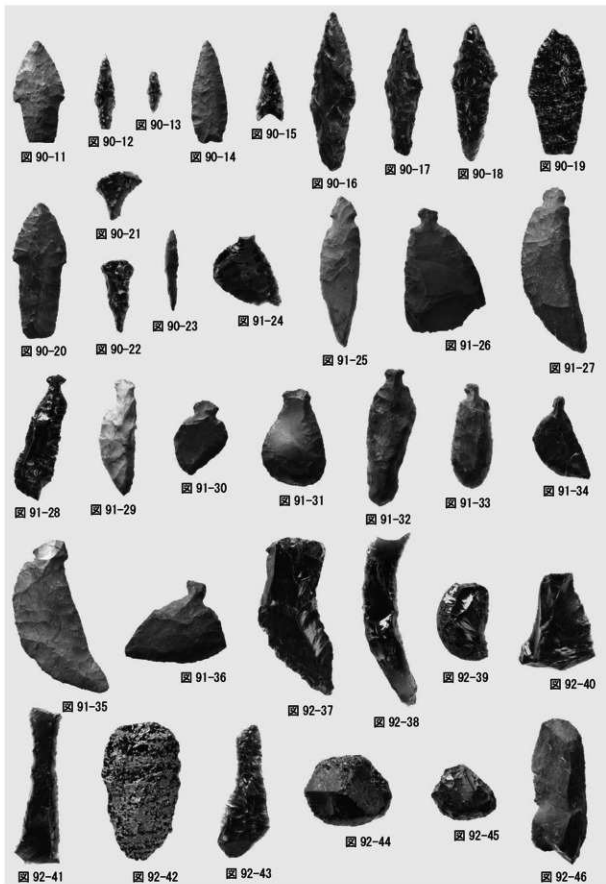 図 90-11
図 90-12
図 90-13
図 90-14
図 90-15
図 90-16
図 90-17
図 90-18
図 90-19
図 90-20
図 90-21
図 90-22
図 90-23
図 91-24
図 91-25
図 91-26
図 91-27
図 91-28
図 91-29
図 91-30
図 91-31
図 91-32
図 91-33
図 91-34
図 91-35
図 91-36
図 92-37
図 92-38
図 92-39
図 92-40
図 92-41
図 92-42
図 92-43
図 92-44
図 92-45
図 92-46